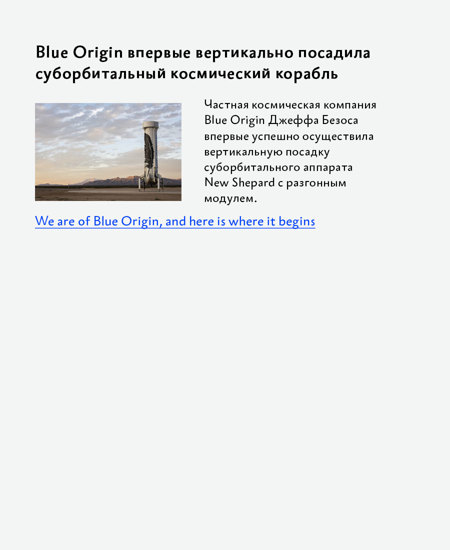 Blue Origin впервые вертикально посадила
суборбитальный космический корабль
Частная космическая компания
Blue Origin Джеффа Безоса
впервые успешно осуществила
вертикальную посадку
суборбитального аппарата
New Shepard с разгонным
модулем.
We are of Blue Origin, and here is where it begins